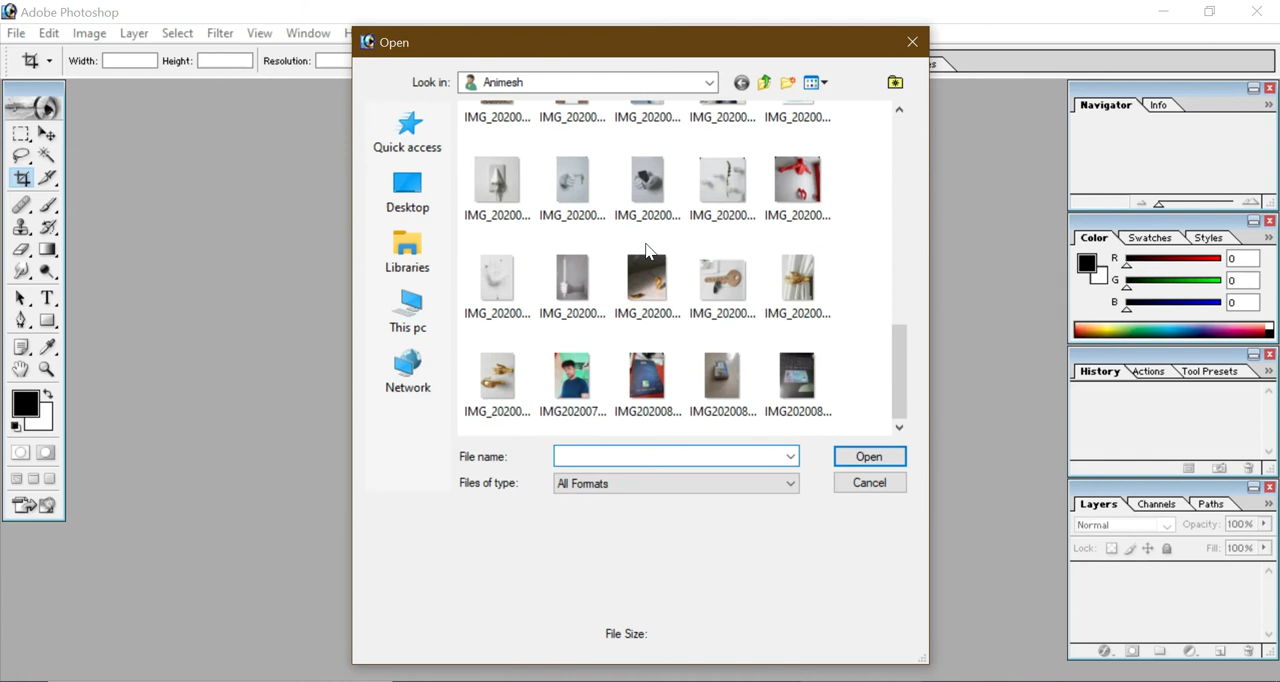 Adobe Photoshop
File Edit Image Layer Select Filter View Window H
Width: Height: Resolution:
Open
Look in: Animesh
IMG_20200... IMG_20200... IMG_20200... IMG_20200... IMG_20200...
Quick access
IMG_20200... IMG_20200... IMG_20200... IMG_20200... IMG_20200...
Desktop
Libraries
IMG_20200... IMG_20200... IMG_20200... IMG_20200... IMG_20200...
This pc
Network
IMG_20200... IMG202007... IMG202008... IMG202008... IMG202008...
File name: Open
Files of type: All Formats Cancel
File Size:
Navigator Info
Color Swatches Styles
R 0
G 0
B 0
History Actions Tool Presets
Layers Channels Paths
Normal Opacity: 100%
Lock: Fill: 100%